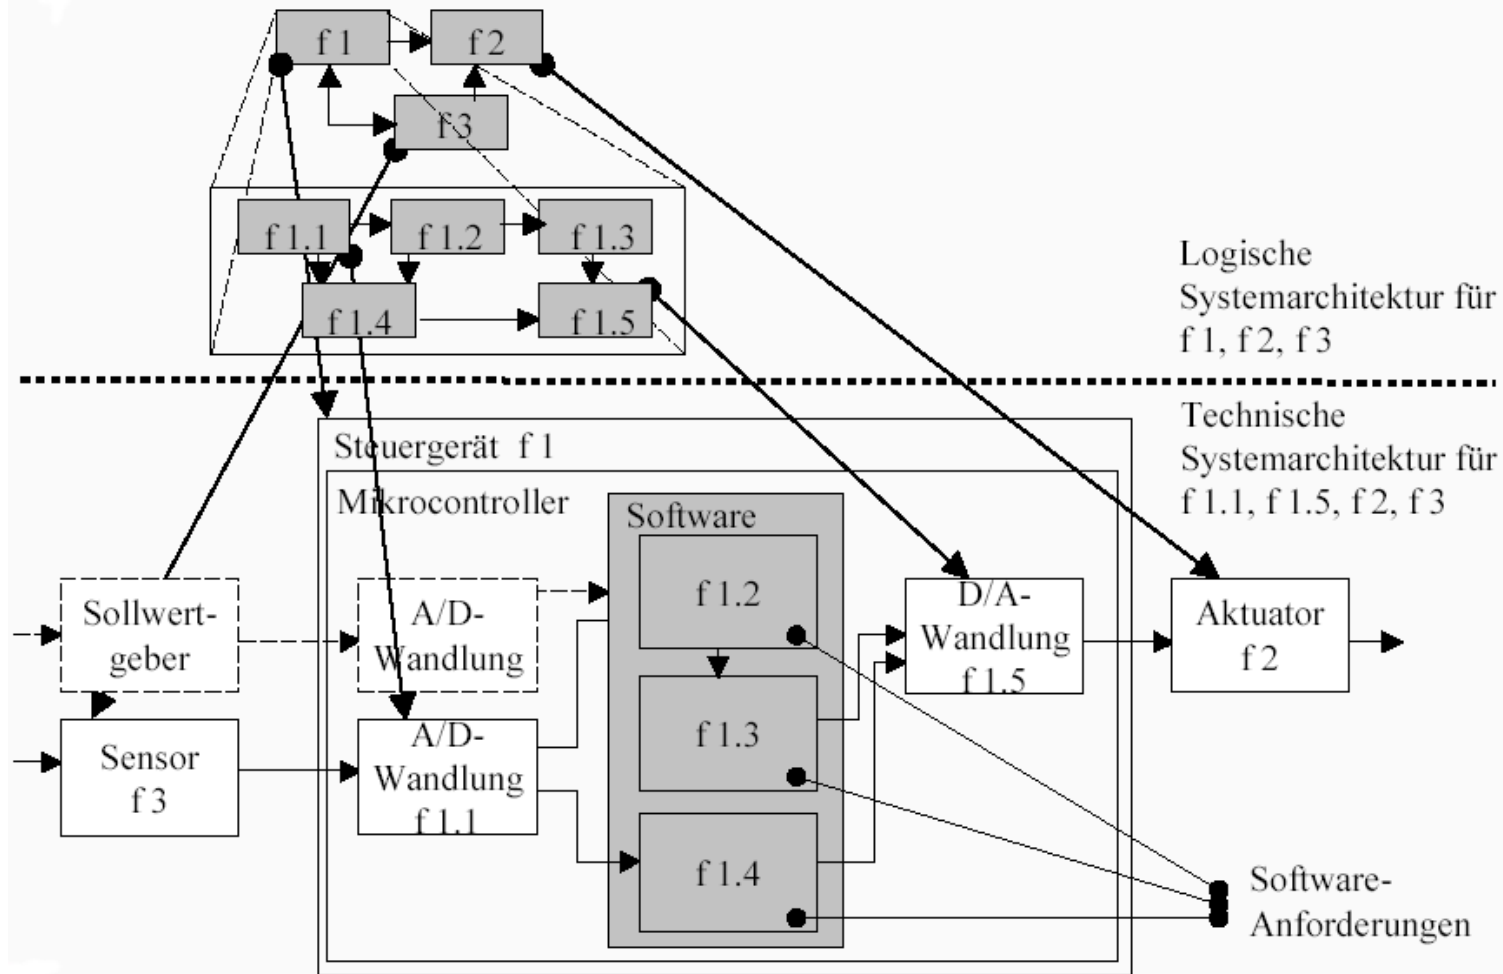 f 1
f 2
f 3
f 1.1
f 1.2
f 1.3
f 1.4
f 1.5
Logische
Systemarchitektur für
f 1, f 2, f 3
Technische
Systemarchitektur für
f 1.1, f 1.5, f 2, f 3
Steuergerät f 1
Mikrocontroller
Software
Sollwert-
geber
A/D-
Wandlung
f 1.2
D/A-
Wandlung
f 1.5
Aktuator
f 2
Sensor
f 3
A/D-
Wandlung
f 1.1
f 1.3
f 1.4
Software-
Anforderungen